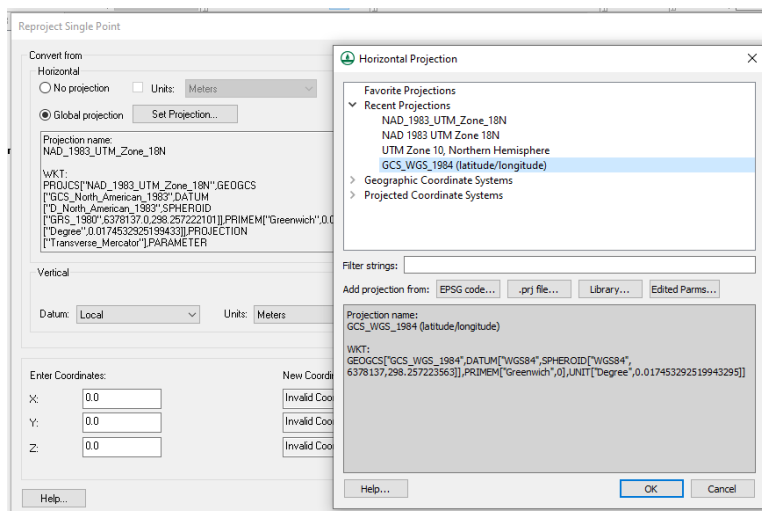 Reproject Single Point
Convert from
Horizontal
No projection
Units:
Meters
Global projection
Set Projection...
Projection name:
NAD_1983_UTM_Zone_18N
WKT:
PROJCS["NAD_1983_UTM_Zone_18N",GEOGCS
["GCS_North_American_1983",DATUM
["D_North_American_1983",SPHEROID
["GRS_1980",6378137.0,298.257222101]],PRIMEM["Greenwich",0.0
["Degree",0.0174532925199433]],PROJECTION
["Transverse_Mercator"],PARAMETER
Vertical
Datum:
Local
Units:
Meters
Enter Coordinates:
New Coordi
X:
0.0
Invalid Coo
Y:
0.0
Invalid Coo
Z:
0.0
Invalid Coo
Help...
Horizontal Projection
Favorite Projections
Recent Projections
NAD_1983_UTM_Zone_18N
NAD 1983 UTM Zone 18N
UTM Zone 10, Northern Hemisphere
GCS_WGS_1984 (latitude/longitude)
Geographic Coordinate Systems
Projected Coordinate Systems
Filter strings:
Add projection from:
EPSG code...
.prj file...
Library...
Edited Parms...
Projection name:
GCS_WGS_1984 (latitude/longitude)
WKT:
GEOGCS["GCS_WGS_1984",DATUM["WGS84",SPHEROID["WGS84",
6378137,298.257223563]],PRIMEM["Greenwich",0],UNIT["Degree",0.017453292519943295]]
Help...
OK
Cancel